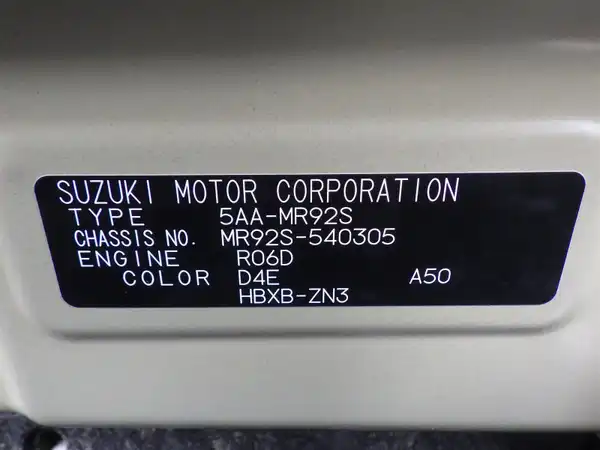 SUZUKI MOTOR CORPORATION
TYPE 5AA-MR92S
CHASSIS NO. MR92S-540305
ENGINE R06D
COLOR D4E A50
HBXB-ZN3